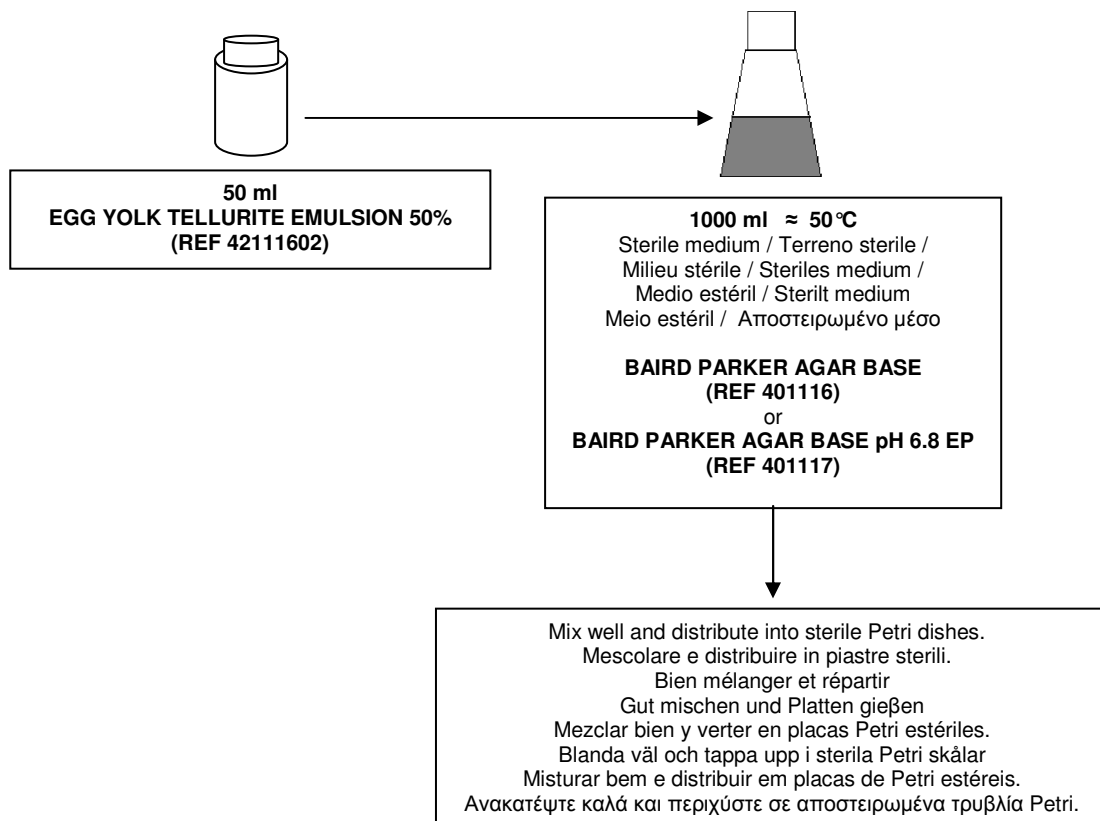 50 ml
EGG YOLK TELLURITE EMULSION 50%
(REF 42111602)
1000 ml ≈ 50°C
Sterile medium / Terreno sterile /
Milieu stérile / Steriles medium /
Medio estéril / Sterilt medium
Meio estéril / Αποστειρωμένο μέσο
BAIRD PARKER AGAR BASE
(REF 401116)
or
BAIRD PARKER AGAR BASE pH 6.8 EP
(REF 401117)
Mix well and distribute into sterile Petri dishes.
Mescolare e distribuire in piastre sterili.
Bien mélanger et répartir
Gut mischen und Platten gieβen
Mezclar bien y verter en placas Petri estériles.
Blanda väl och tappa upp i sterila Petri skålar
Misturar bem e distribuir em placas de Petri estéreis.
Ανακατέψτε καλά και περιχύστε σε αποστειρωμένα τρυβλία Petri.